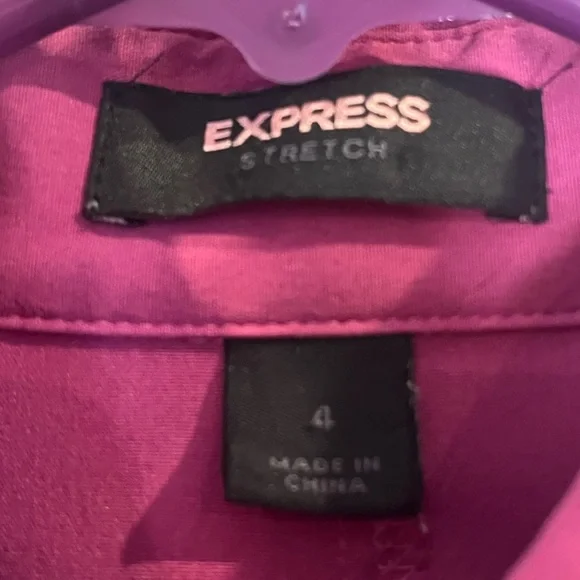 EXPRESS
STRETCH
4
MADE IN
CHINA